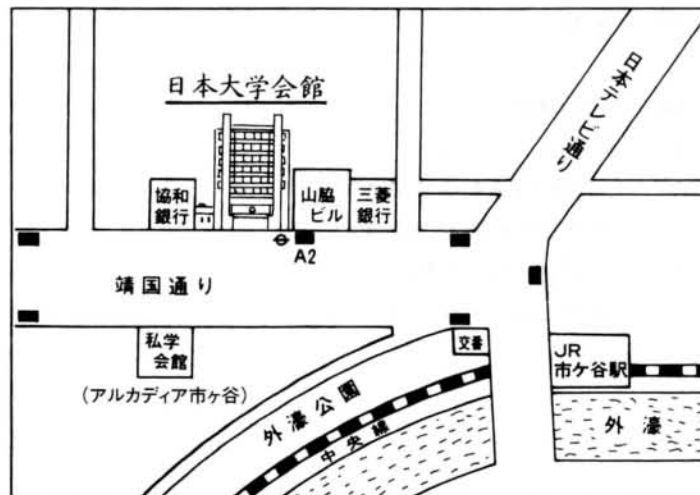 日本大学会館
日本テレビ通り
協和
銀行
山脇
ビル
三菱
銀行
A2
靖国通り
私学
会館
(アルカディア市ヶ谷)
交番
JR
市ケ谷駅
外濠公園
中央線
外濠